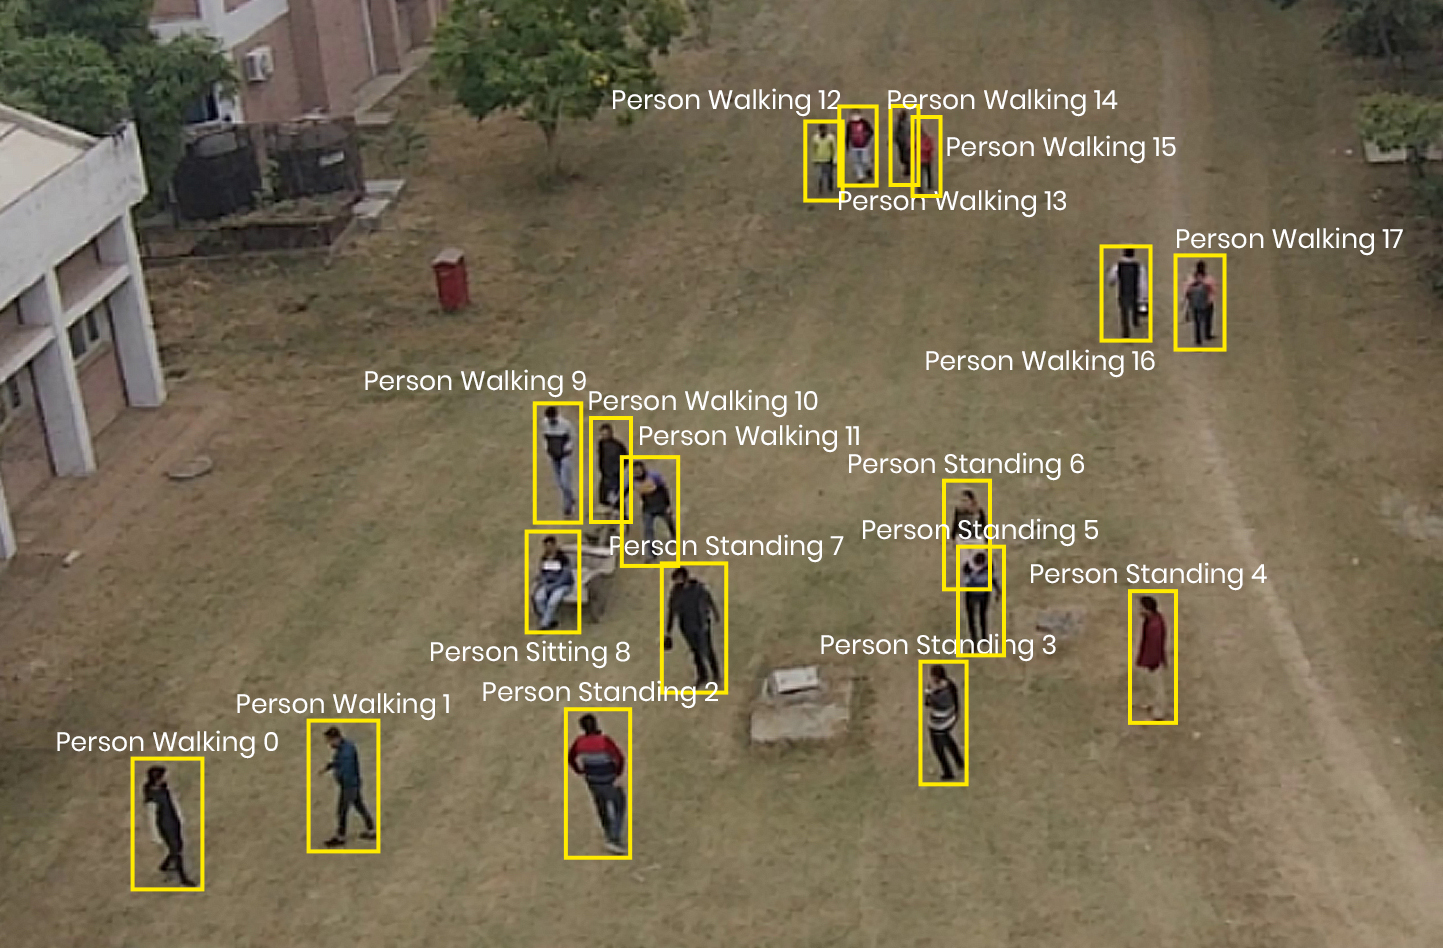 Person Walking 12
Person Walking 14
Person Walking 15
Person Walking 13
Person Walking 17
Person Walking 16
Person Walking 9
Person Walking 10
Person Walking 11
Person Standing 6
Person Standing 5
Person Standing 7
Person Standing 4
Person Standing 3
Person Sitting 8
Person Standing 2
Person Walking 1
Person Walking 0